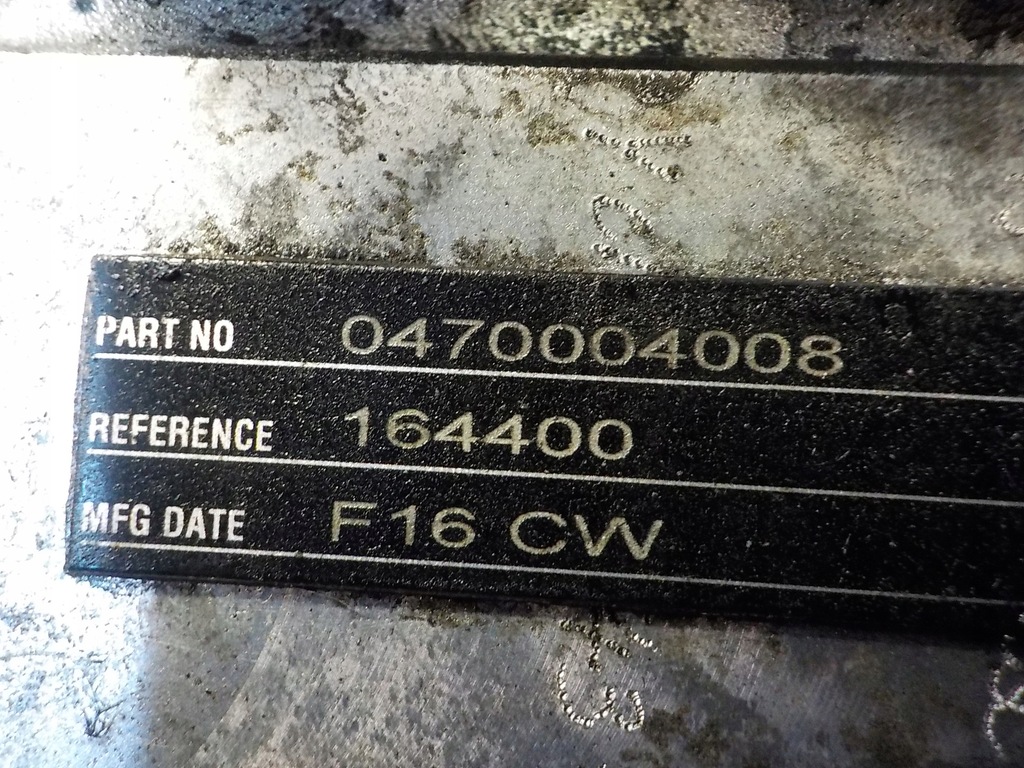 PART NO 0470004008
REFERENCE 164400
MFG DATE F16 CW